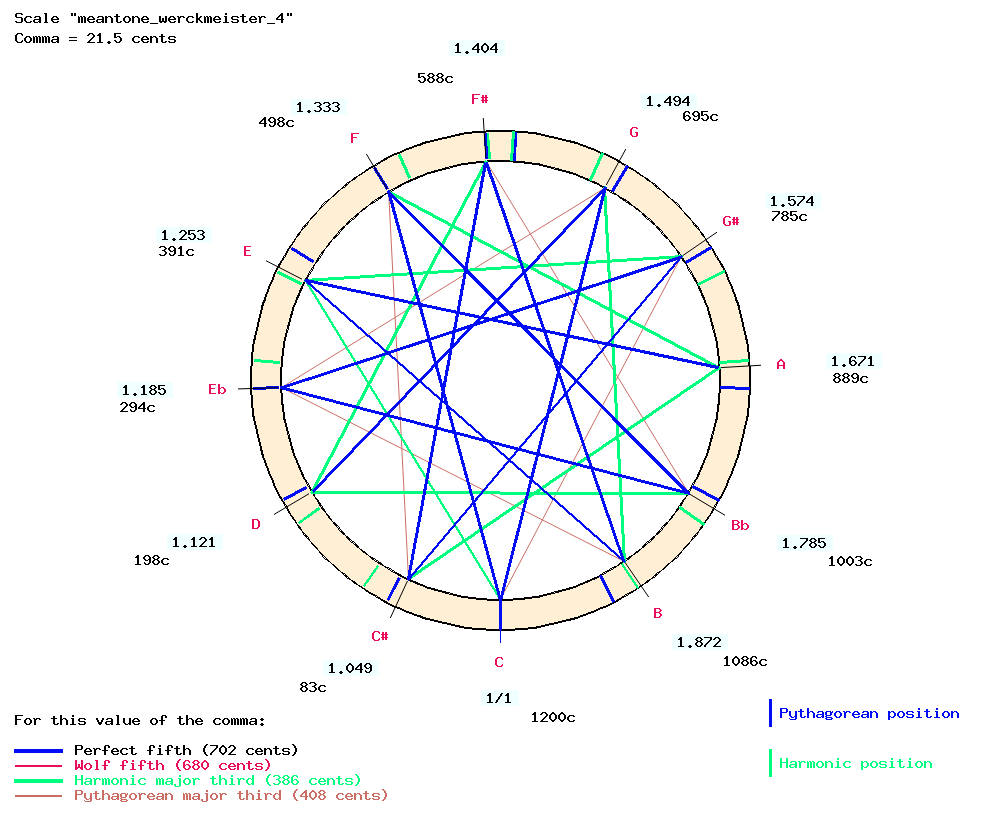 Scale "meantone_werckmeister_4"
Comma = 21.5 cents
1.404
588c
F#
1.494
695c
G
1.333
498c
F
1.574
785c
G#
1.253
391c
E
1.671
889c
A
1.185
294c
Eb
1.785
1003c
Bb
1.121
198c
D
1.872
1086c
B
1.049
83c
C#
C
1/1
1200c
For this value of the comma:
Perfect fifth (702 cents)
Wolf fifth (680 cents)
Harmonic major third (386 cents)
Pythagorean major third (408 cents)
Pythagorean position
Harmonic position